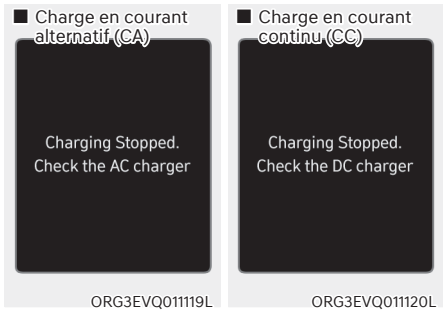 ■ Charge en courant
alternatif (CA)
Charging Stopped.
Check the AC charger
ORG3EVQ011119L
■ Charge en courant
continu (CC)
Charging Stopped.
Check the DC charger
ORG3EVQ011120L